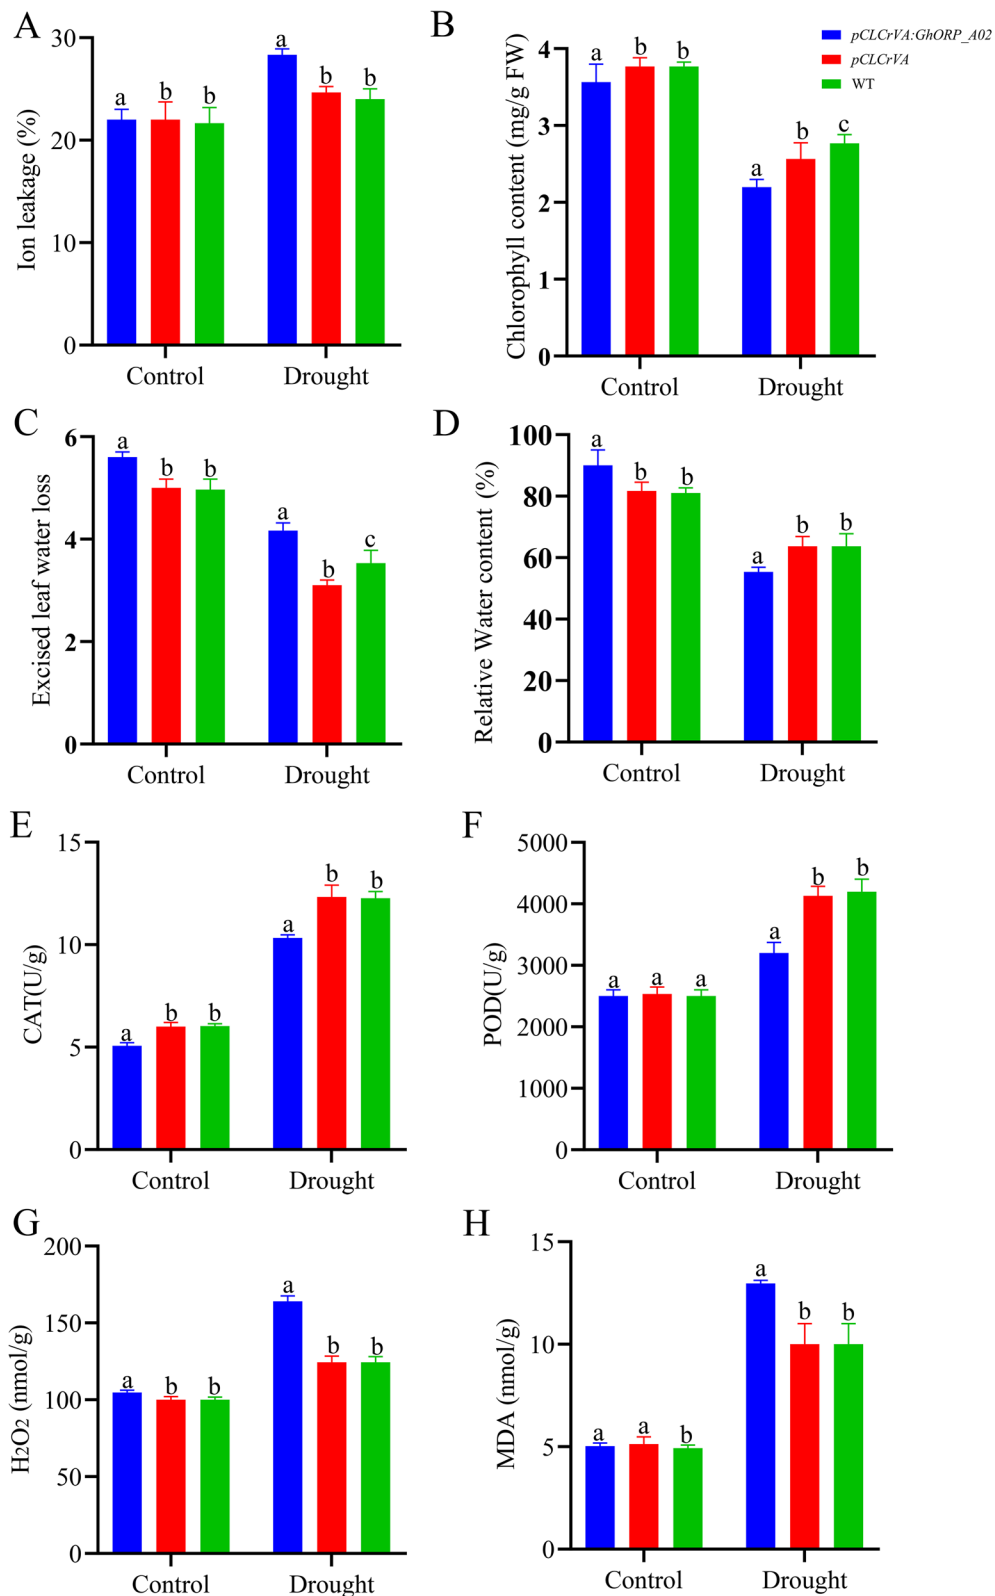 A
Ion leakage (%)
30
20
10
0
a
b
b
a
b
b
Control
Drought
B
pCLCrVA:GhORP_A02
pCLCrVA
WT
Chlorophyll content (mg/g FW)
4
3
2
1
0
a
b
b
a
b
c
Control
Drought
C
Excised leaf water loss
6
4
2
0
a
b
b
a
b
c
Control
Drought
D
Relative Water content (%)
100
80
60
40
20
0
a
b
b
a
b
b
Control
Drought
E
CAT(U/g)
15
10
5
0
a
b
b
a
b
b
Control
Drought
F
POD(U/g)
5000
4000
3000
2000
1000
0
a
a
a
a
b
b
Control
Drought
G
H2O2 (nmol/g)
200
150
100
50
0
a
b
b
a
b
b
Control
Drought
H
MDA (nmol/g)
15
10
5
0
a
a
b
a
b
b
Control
Drought